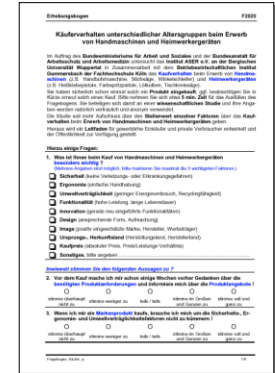 Erhebungsbogen F2020
Käuferverhalten unterschiedlicher Altersgruppen beim Erwerb
von Handmaschinen und Heimwerkergeräten
Im Auftrag des Bundesministeriums für Arbeit und Soziales und der Bundesanstalt für
Arbeitsschutz und Arbeitsmedizin untersucht das Institut ASER e.V. an der Bergischen
Universität Wuppertal in Zusammenarbeit mit dem Betriebswirtschaftlichen Institut
Gummersbach der Fachhochschule Köln das Kaufverhalten beim Erwerb von Handma-
schinen (z.B. Handbohrmaschine, Stichsäge, Winkelschleifer) und Heimwerkergeräten
(z.B. Heißklebepistole, Farbsprühpistole, Lötkolben, Tischkreissäge).
Sie haben sicherlich schon einmal solch ein Produkt eingekauft, ggf. beabsichtigen Sie in
Kürze erneut solch einen Kauf. Bitte nehmen Sie sich etwa 5 min. Zeit für das Ausfüllen des
Fragebogens. Sie beteiligen sich damit an einer wissenschaftlichen Studie und Ihre Anga-
ben werden natürlich vertraulich und anonym verwendet.
Die Studie soll mehr Aufschluss über den Stellenwert einzelner Faktoren über das Kauf-
verhalten beim Erwerb von Handmaschinen und Heimwerkergeräten geben.
Hieraus wird ein Leitfaden für gewerbliche Einkäufer und private Verbraucher entwickelt und
der Öffentlichkeit zur Verfügung gestellt.
Hierzu einige Fragen:
1. Was ist Ihnen beim Kauf von Handmaschinen und Heimwerkergeräten
besonders wichtig ?
(Mehrere Angaben sind möglich, bitte markieren Sie maximal die 3 wichtigsten Faktoren.)
Sicherheit (keine Verletzungs- oder Erkrankungsgefahren)
Ergonomie (einfache Handhabung)
Umweltverträglichkeit (geringer Energieverbrauch, Recyclingfähigkeit)
Funktionalität (hohe Leistung, lange Lebensdauer)
Innovation (gerade neu eingeführte Funktionalitäten)
Design (ansprechende Form, Aufmachung)
Image (positiv eingeschätzte Marke, Hersteller, Werbeträger)
Ursprungs-, Herkunftsland (Herstellungsland, Herstellerland)
Kaufpreis (absoluter Preis, Preis/Leistungs-Verhältnis)
Sonstiges, bitte angeben
Inwieweit stimmen Sie den folgenden Aussagen zu ?
2. Vor dem Kauf mache ich mir schon einige Wochen vorher Gedanken über die
benötigten Produktanforderungen und informiere mich über die Produktangebote !
stimme überhaupt nicht zu stimme weniger zu teils / teils stimme im Großen und Ganzen zu stimme voll und ganz zu
3. Wenn ich mir ein Markenprodukt kaufe, brauche ich mich um die Sicherheits-, Er-
gonomie- und Umweltverträglichkeitsfaktoren nicht zu kümmern !
stimme überhaupt nicht zu stimme weniger zu teils / teils stimme im Großen und Ganzen zu stimme voll und ganz zu